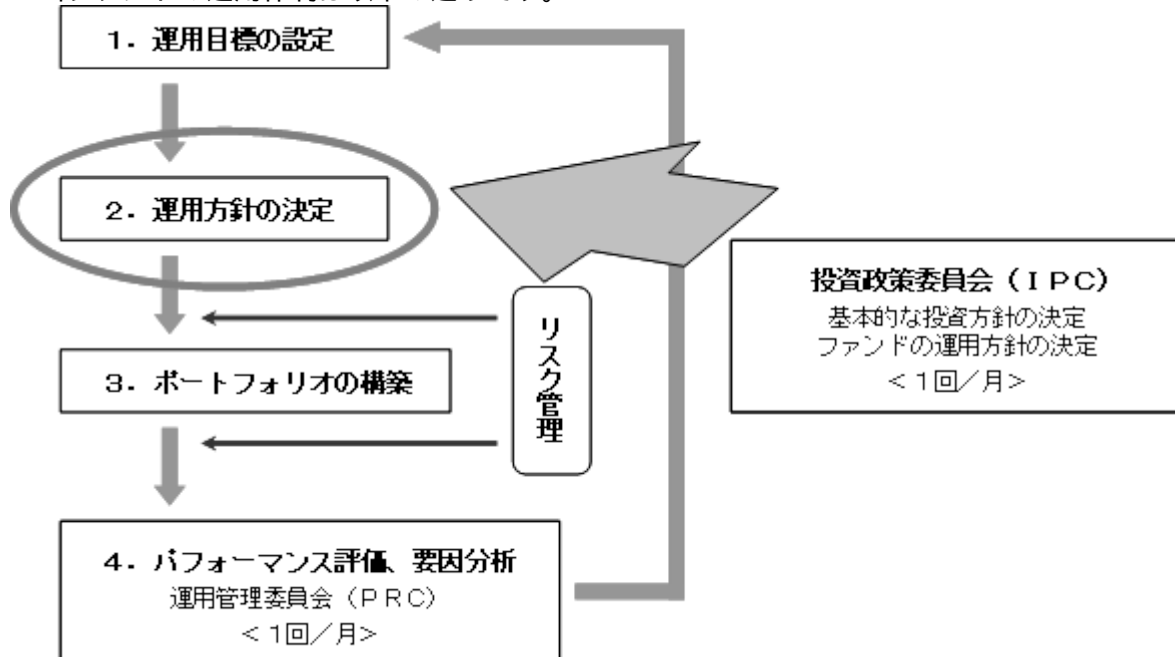 1．運用目標の設定
2．運用方針の決定
3．ポートフォリオの構築
リスク管理
投資政策委員会（ＩＰＣ）
基本的な投資方針の決定
ファンドの運用方針の決定
＜1回／月＞
4．パフォーマンス評価、要因分析
運用管理委員会（ＰＲＣ）
＜1回／月＞